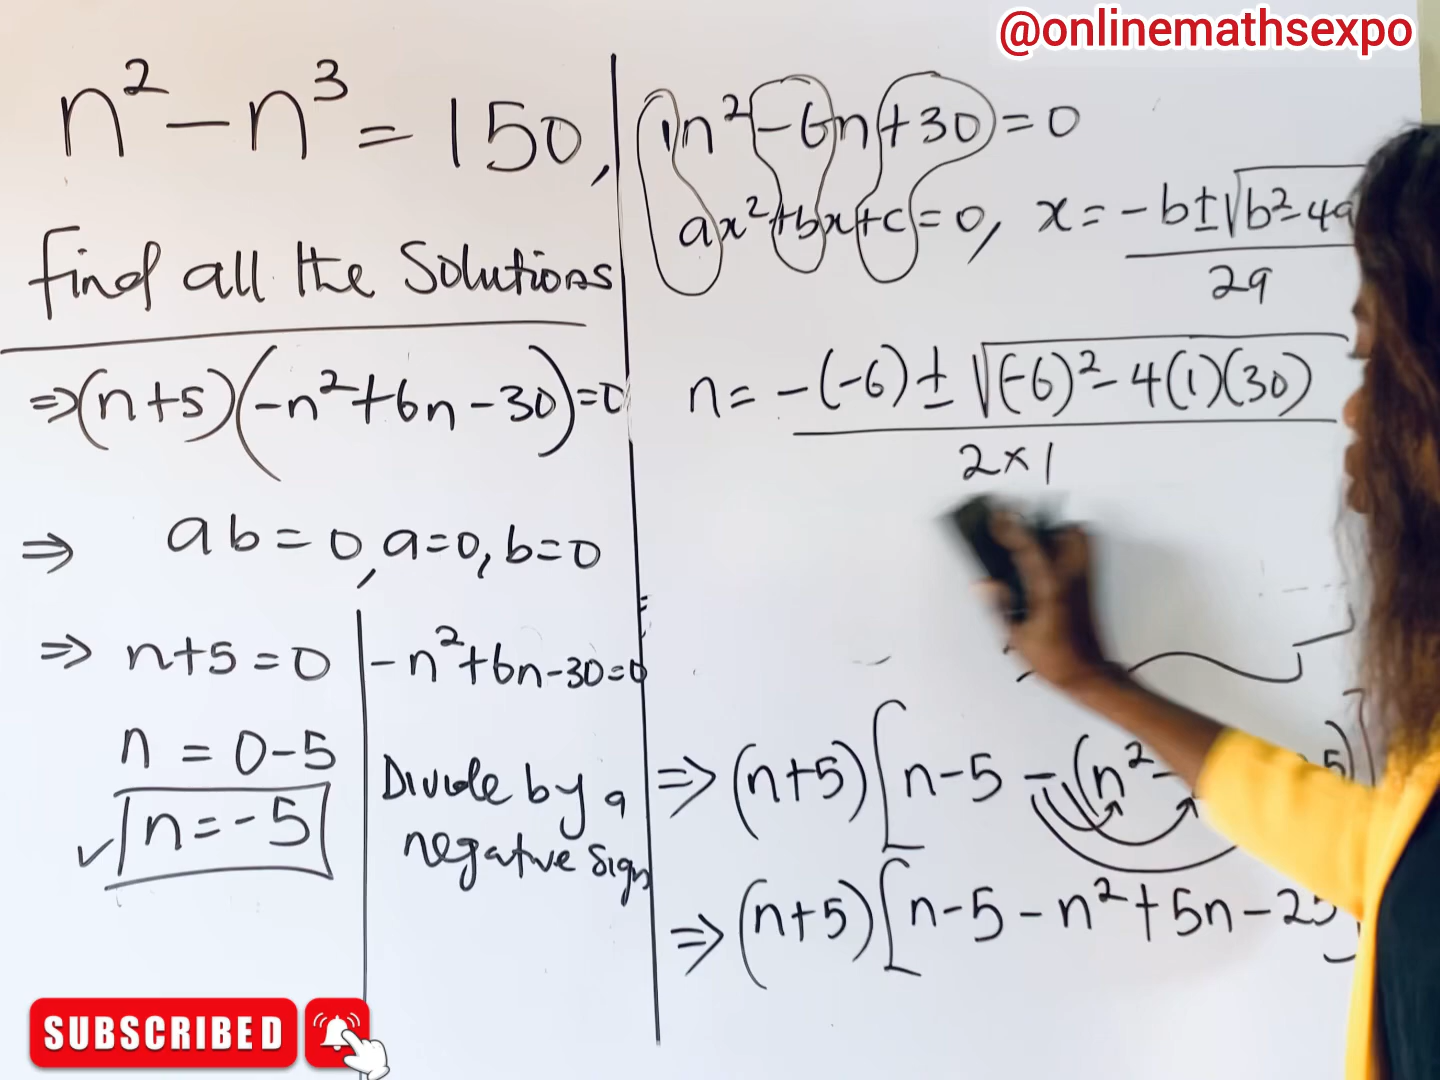 @onlinemathsexpo
n² – n³ = 150,
find all the Solutions
⇒ (n+5)(-n²+6n-30)=0
⇒ ab = 0, a=0, b=0
⇒ n+5 = 0
n = 0-5
✓ n = -5
-n²+6n-30=0
Divide by a
negative sign
1n² - 6n + 30 = 0
ax²+bx+c=0, x = -b±√b²-4a
2a
n = -(-6) ± √(-6)² - 4(1)(30)
2×1
⇒ (n+5)[n-5 -(n² - 5)
⇒ (n+5)[n-5-n²+5n-25
SUBSCRIBED